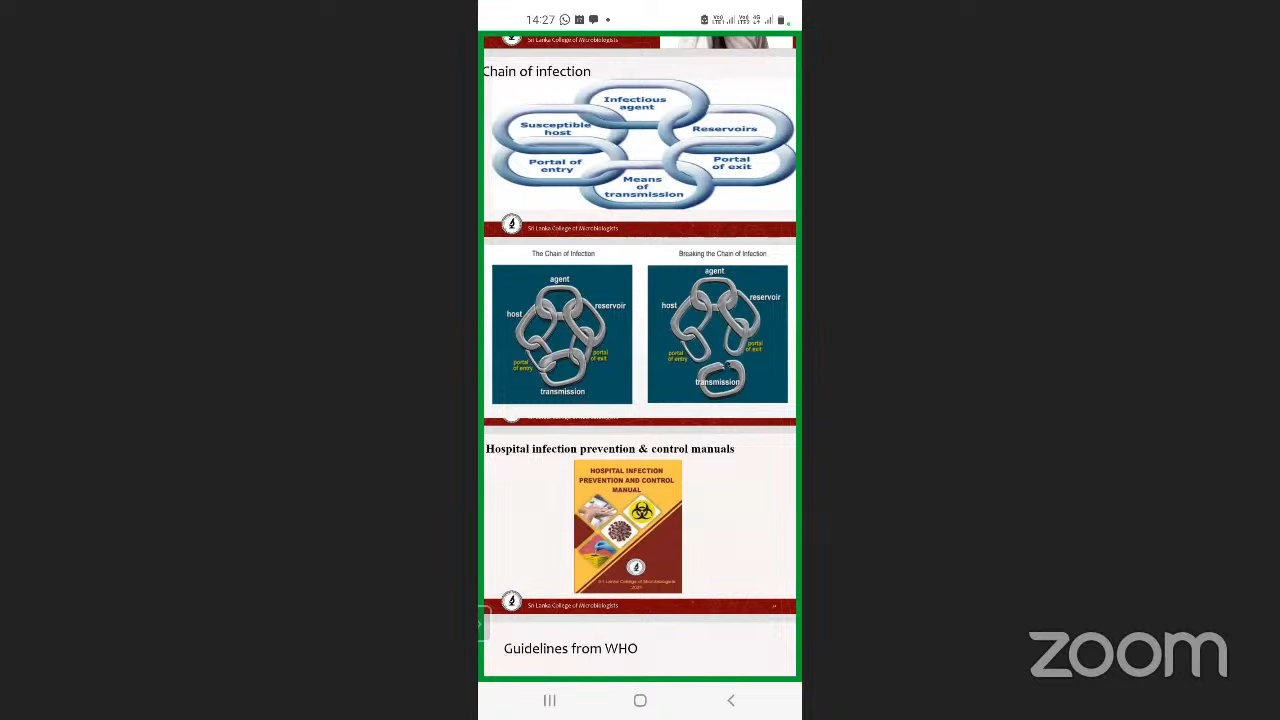 14:27
Sri Lanka College of Microbiologists
Chain of infection
Infectious
agent
Susceptible
host
Reservoirs
Portal of
entry
Portal
of exit
Means
of
transmission
Sri Lanka College of Microbiologists
The Chain of Infection
Breaking the Chain of Infection
agent
host
reservoir
portal
of entry
portal
of exit
transmission
agent
host
reservoir
portal
of entry
portal
of exit
transmission
Hospital infection prevention & control manuals
HOSPITAL INFECTION
PREVENTION AND CONTROL
MANUAL
Sri Lanka College of Microbiologists
Sri Lanka College of Microbiologists
Guidelines from WHO
zoom